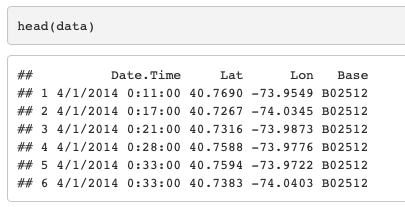 head(data)
##          Date.Time     Lat      Lon   Base
## 1 4/1/2014 0:11:00 40.7690 -73.9549 B02512
## 2 4/1/2014 0:17:00 40.7267 -74.0345 B02512
## 3 4/1/2014 0:21:00 40.7316 -73.9873 B02512
## 4 4/1/2014 0:28:00 40.7588 -73.9776 B02512
## 5 4/1/2014 0:33:00 40.7594 -73.9722 B02512
## 6 4/1/2014 0:33:00 40.7383 -74.0403 B02512